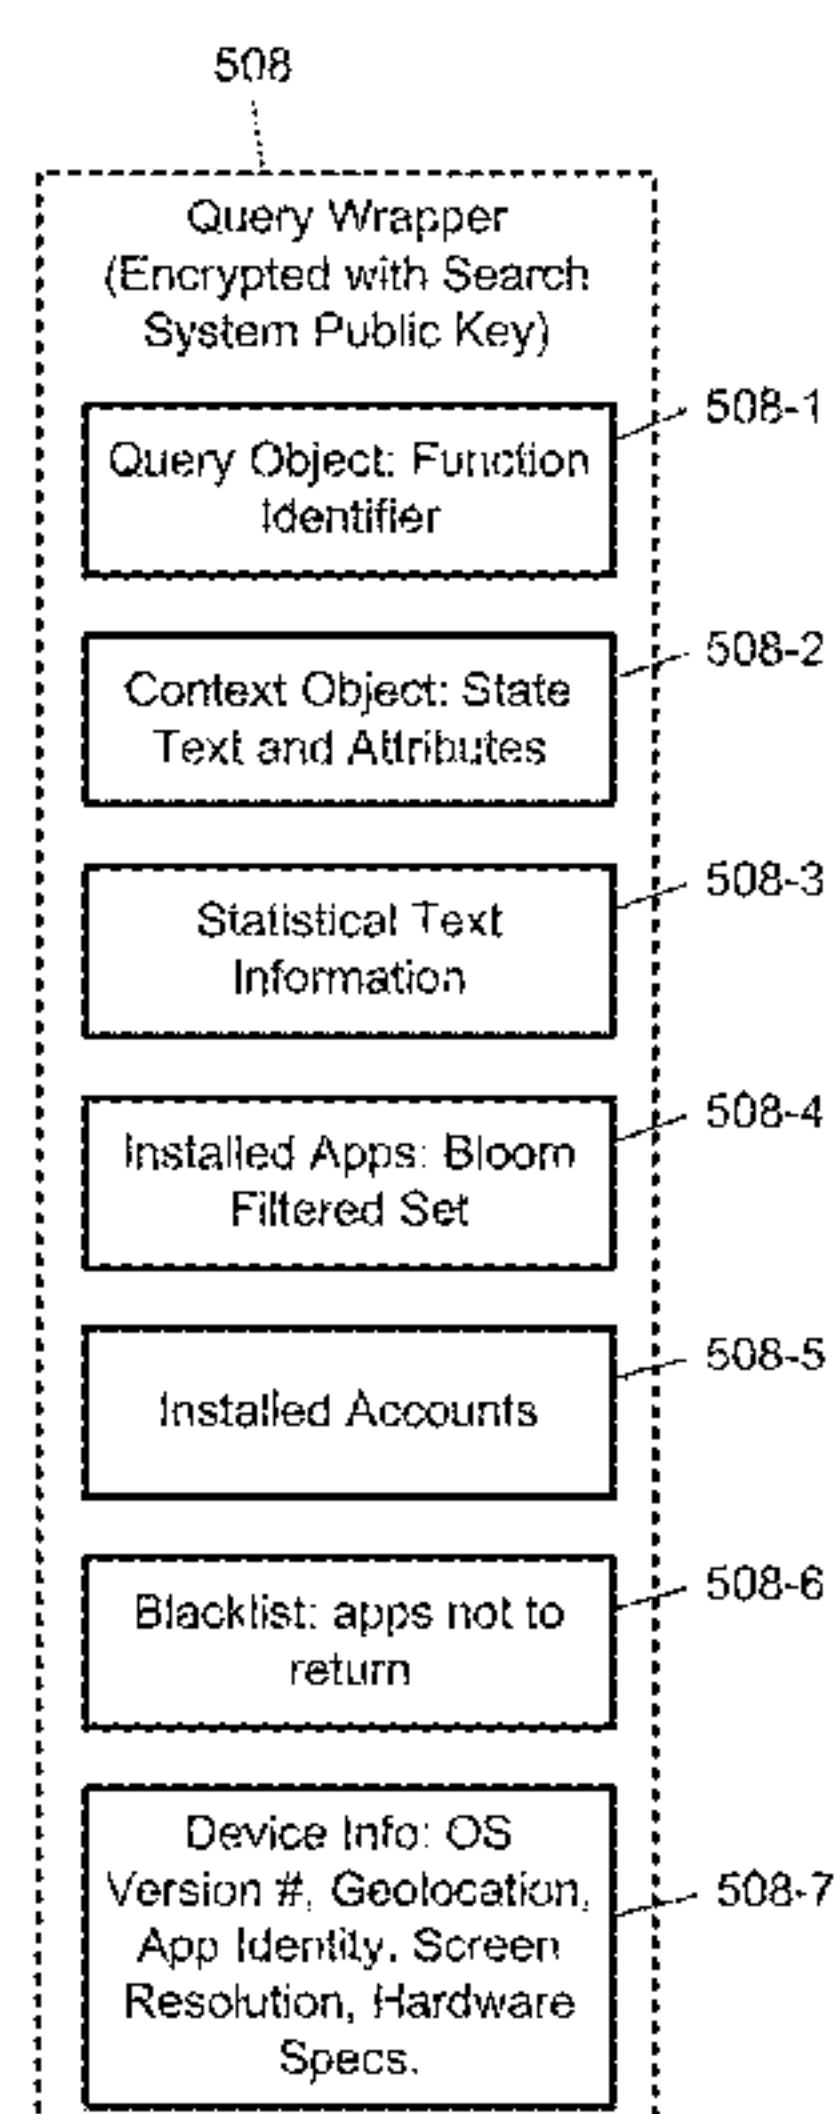 508
Query Wrapper
(Encrypted with Search
System Public Key)
508-1
Query Object: Function
Identifier
508-2
Context Object: State
Text and Attributes
508-3
Statistical Text
Information
508-4
Installed Apps: Bloom
Filtered Set
508-5
Installed Accounts
508-6
Blacklist: apps not to
return
508-7
Device Info: OS
Version #, Geolocation,
App Identity, Screen
Resolution, Hardware
Specs.